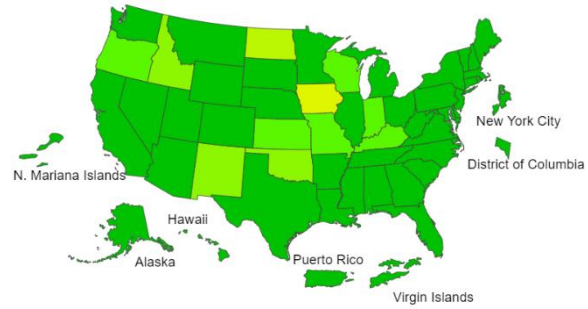 New York City
District of Columbia
N. Mariana Islands
Hawaii
Alaska
Puerto Rico
Virgin Islands